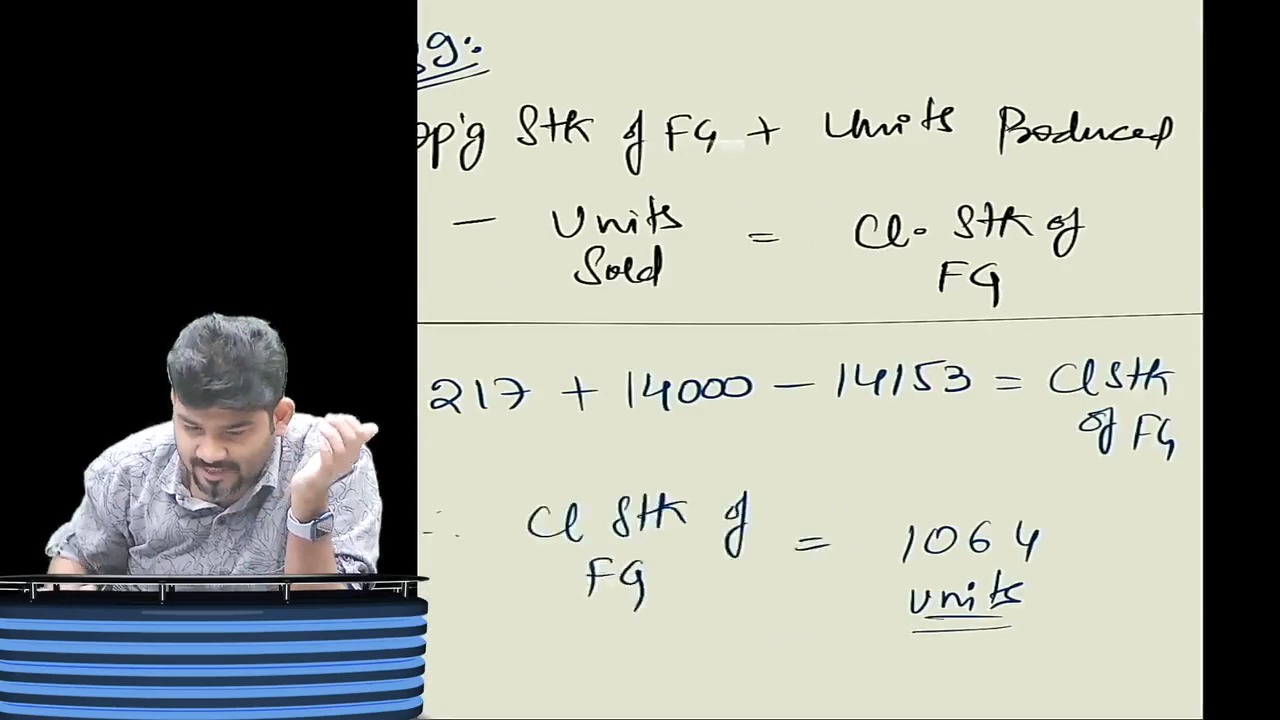 g:
op'g Stk of FG + Units Produced
- Units Sold = Cl. Stk of FG
217 + 14000 - 14153 = Cl Stk of FG
∴ Cl Stk of FG = 1064 units